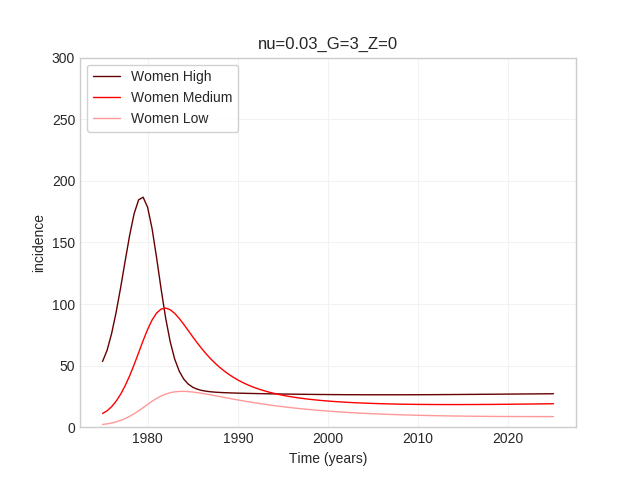 nu=0.03_G=3_Z=0
Women High
Women Medium
Women Low
incidence
300
250
200
150
100
50
0
1980 1990 2000 2010 2020
Time (years)